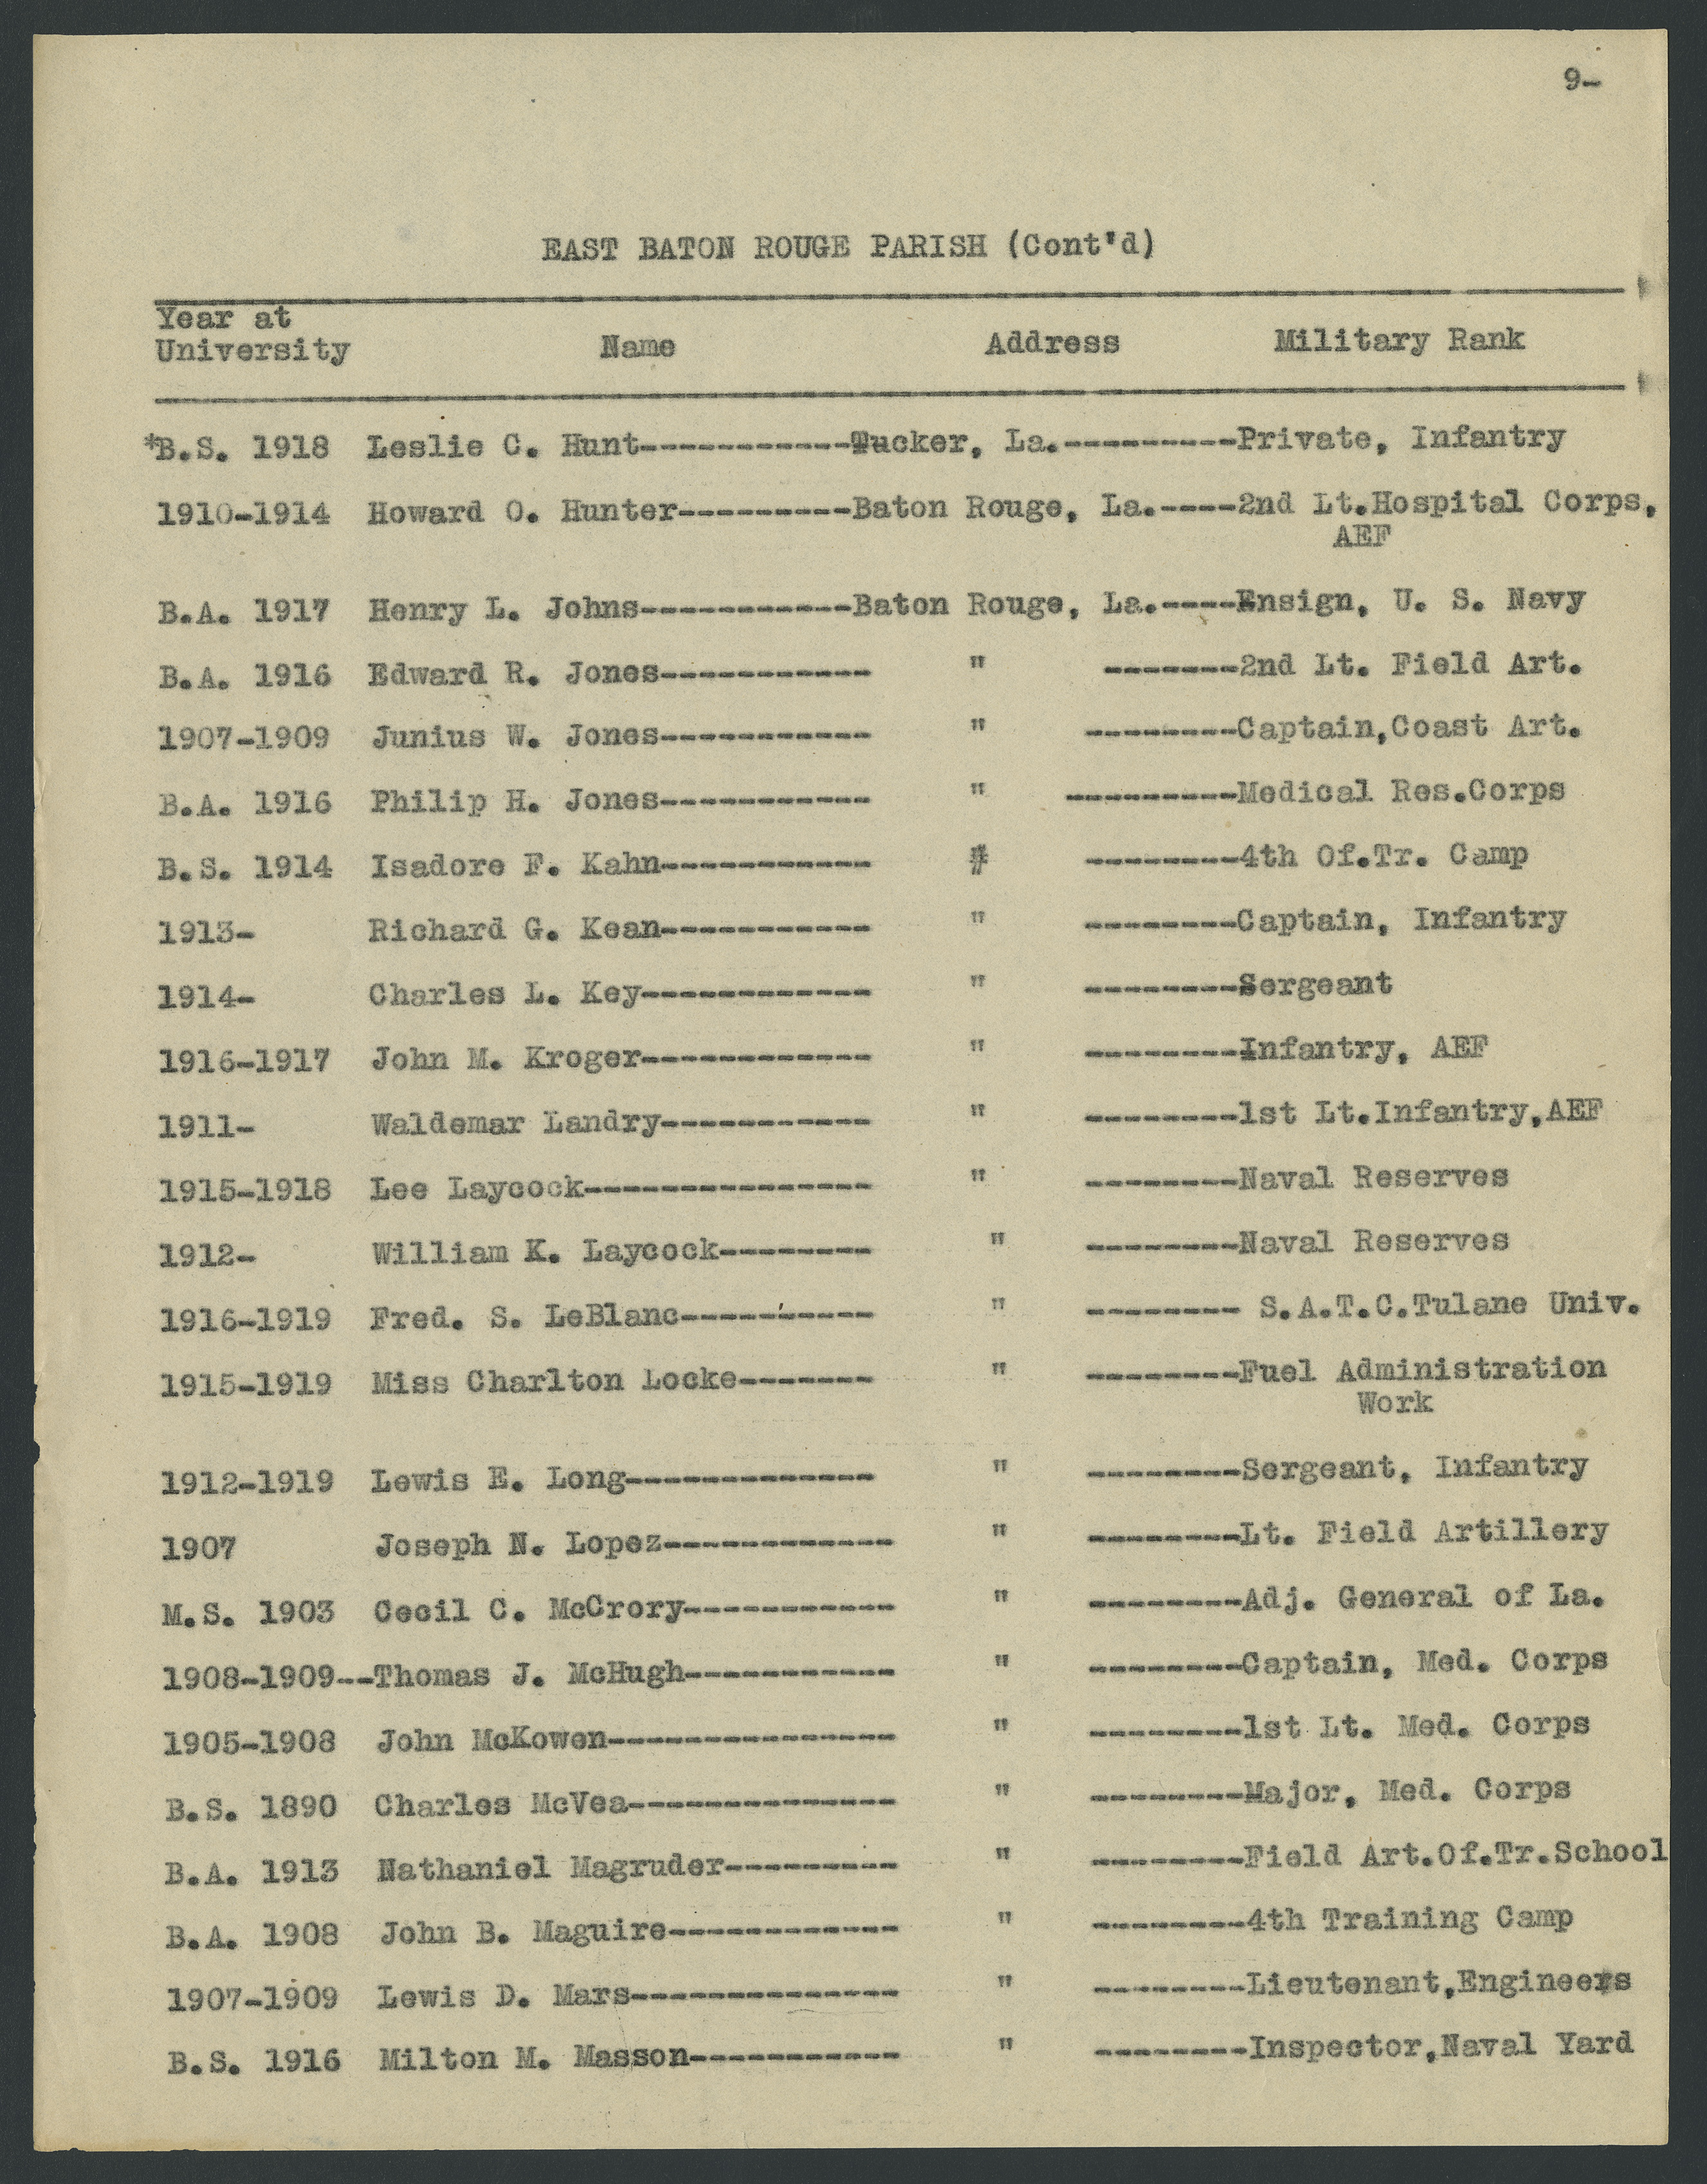 9-
EAST BATON ROUGE PARISH (Cont'd)
Year at
University Name Address Military Rank
*B.S. 1918 Leslie C. Hunt-----------Tucker, La.---------Private, Infantry
1910-1914 Howard O. Hunter---------Baton Rouge, La.----2nd Lt.Hospital Corps,
AEF
B.A. 1917 Henry L. Johns-----------Baton Rouge, La.----Ensign, U. S. Navy
B.A. 1916 Edward R. Jones----------- " -------2nd Lt. Field Art.
1907-1909 Junius W. Jones----------- " --------Captain,Coast Art.
B.A. 1916 Philip H. Jones----------- " ---------Medical Res.Corps
B.S. 1914 Isadore F. Kahn----------- " --------4th Of.Tr. Camp
1913- Richard G. Kean----------- " --------Captain, Infantry
1914- Charles L. Key------------ " --------Sergeant
1916-1917 John M. Kroger------------ " --------Infantry, AEF
1911- Waldemar Landry----------- " --------1st Lt.Infantry,AEF
1915-1918 Lee Laycock--------------- " --------Naval Reserves
1912- William K. Laycock-------- " --------Naval Reserves
1916-1919 Fred. S. LeBlanc---------- " -------- S.A.T.C.Tulane Univ.
1915-1919 Miss Charlton Locke------- " --------Fuel Administration
Work
1912-1919 Lewis E. Long------------- " --------Sergeant, Infantry
1907 Joseph N. Lopez------------ " --------Lt. Field Artillery
M.S. 1903 Cecil C. McCrory----------- " --------Adj. General of La.
1908-1909--Thomas J. McHugh----------- " --------Captain, Med. Corps
1905-1908 John McKowen--------------- " --------1st Lt. Med. Corps
B.S. 1890 Charles McVea-------------- " --------Major, Med. Corps
B.A. 1913 Nathaniel Magruder--------- " --------Field Art.Of.Tr.School
B.A. 1908 John B. Maguire------------ " --------4th Training Camp
1907-1909 Lewis D. Mars-------------- " --------Lieutenant,Engineers
B.S. 1916 Milton M. Masson----------- " --------Inspector,Naval Yard